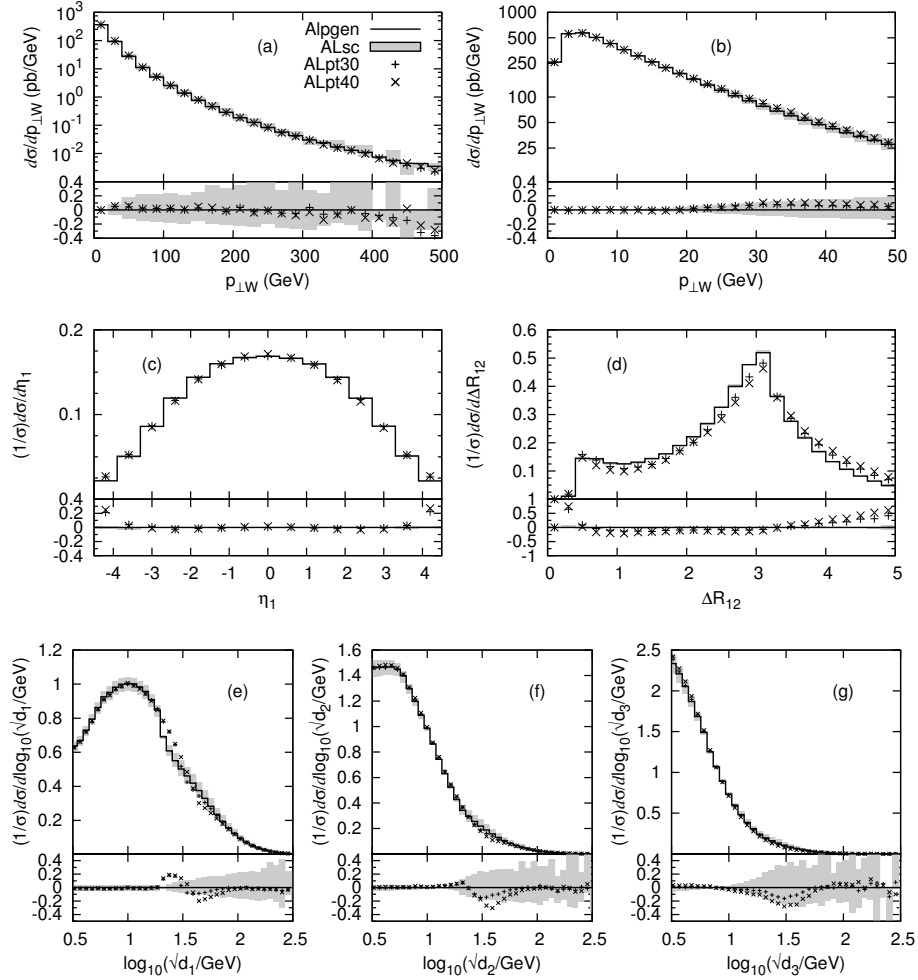 Alpgen
ALsc
ALpt30
ALpt40
(a)
dσ/dp⊥W (pb/GeV)
10³
10²
10¹
10⁰
10⁻¹
10⁻²
0.4
0.2
0
-0.2
-0.4
0 100 200 300 400 500
p⊥W (GeV)
(b)
dσ/dp⊥W (pb/GeV)
1000
500
250
100
50
25
0.4
0.2
0
-0.2
-0.4
0 10 20 30 40 50
p⊥W (GeV)
(c)
(1/σ)dσ/dη₁
0.2
0.1
0.4
0.2
0
-0.2
-0.4
-4 -3 -2 -1 0 1 2 3 4
η₁
(d)
(1/σ)dσ/dΔR₁₂
0.6
0.5
0.4
0.3
0.2
0.1
1
0.5
0
-0.5
-1
0 1 2 3 4 5
ΔR₁₂
(e)
(1/σ)dσ/dlog₁₀(√d₁/GeV)
1.2
1.0
0.8
0.6
0.4
0.2
0.4
0.2
0
-0.2
-0.4
0.5 1.0 1.5 2.0 2.5
log₁₀(√d₁/GeV)
(f)
(1/σ)dσ/dlog₁₀(√d₂/GeV)
1.6
1.4
1.2
1.0
0.8
0.6
0.4
0.2
0.4
0.2
0
-0.2
-0.4
0.5 1.0 1.5 2.0 2.5
log₁₀(√d₂/GeV)
(g)
(1/σ)dσ/dlog₁₀(√d₃/GeV)
2.5
2
1.5
1
0.5
0.4
0.2
0
-0.2
-0.4
0.5 1.0 1.5 2.0 2.5
log₁₀(√d₃/GeV)